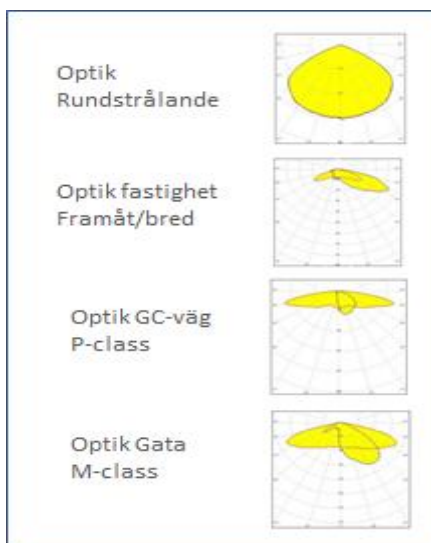 Optik
Rundstrålande
Optik fastighet
Framåt/bred
Optik GC-väg
P-class
Optik Gata
M-class